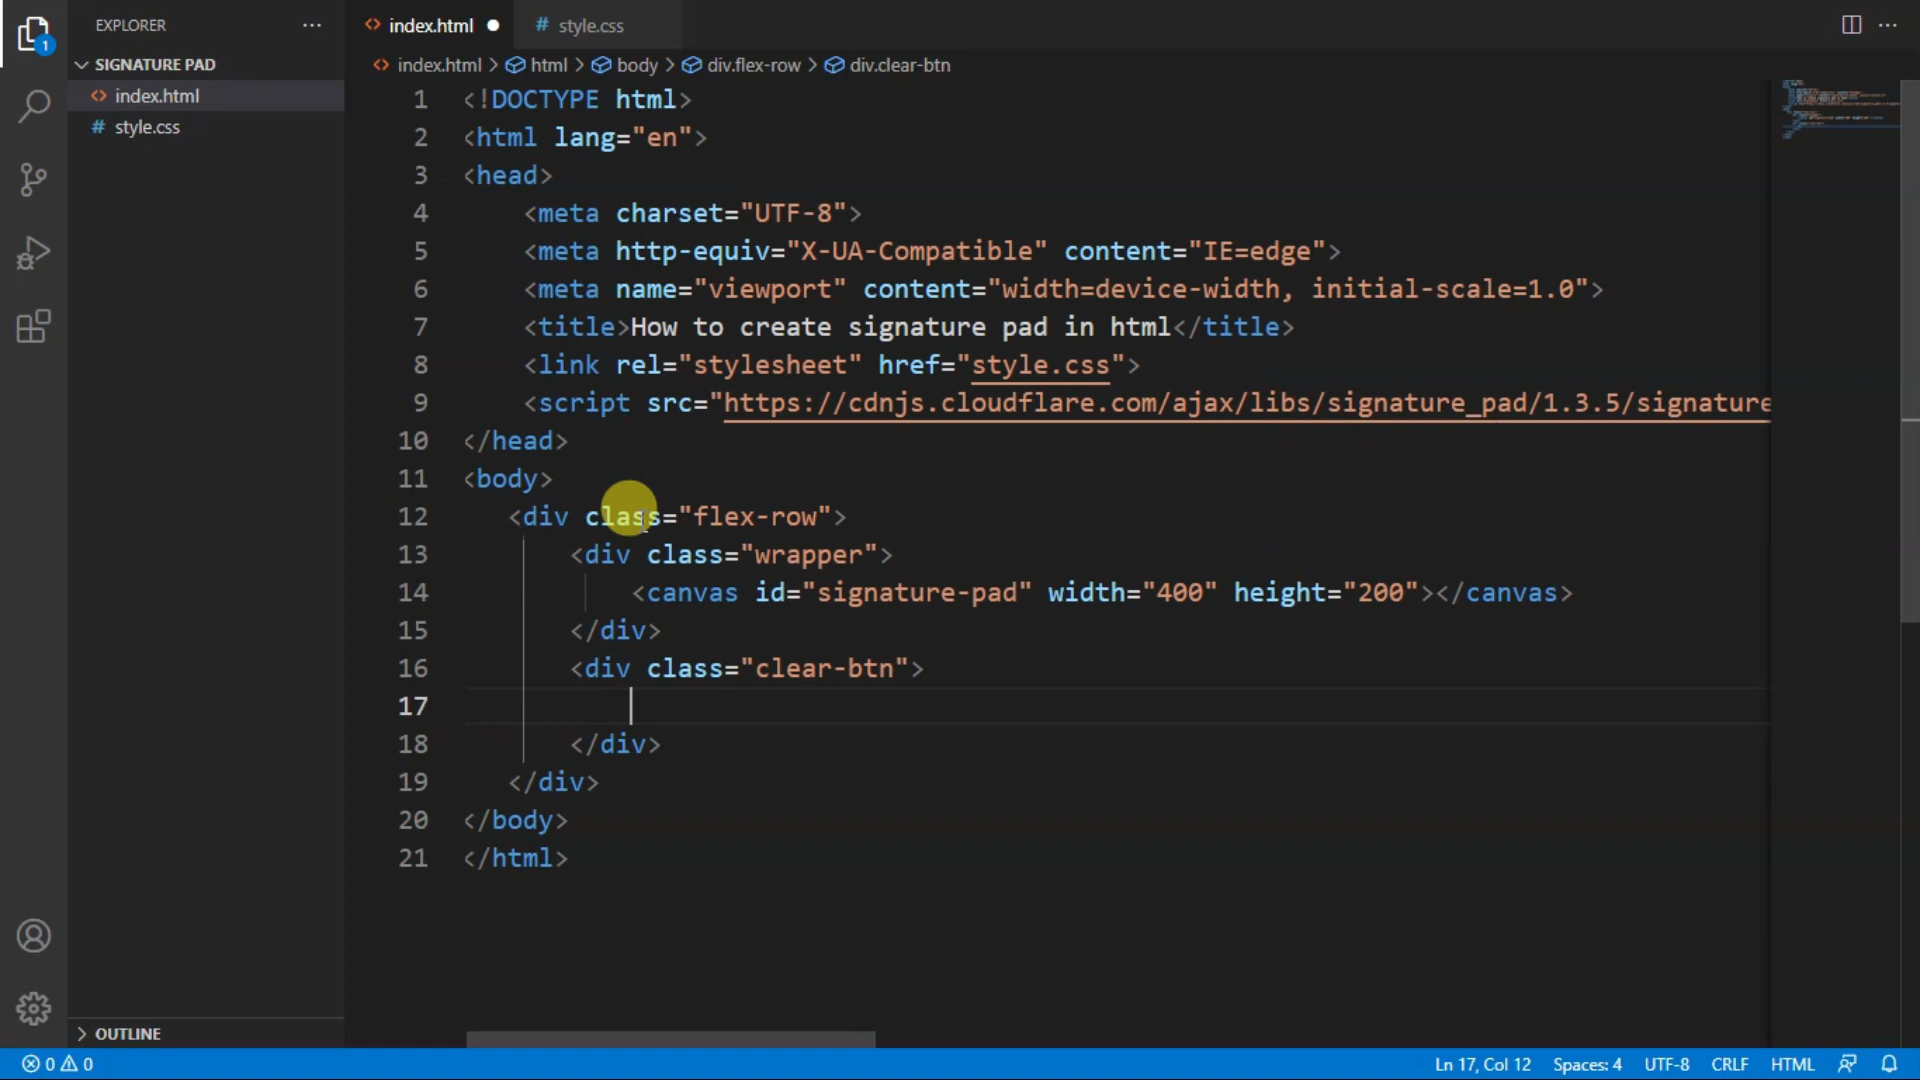 EXPLORER
SIGNATURE PAD
index.html
style.css
OUTLINE
index.html
style.css
index.html > html > body > div.flex-row > div.clear-btn
1 <!DOCTYPE html>
2 <html lang="en">
3 <head>
4 <meta charset="UTF-8">
5 <meta http-equiv="X-UA-Compatible" content="IE=edge">
6 <meta name="viewport" content="width=device-width, initial-scale=1.0">
7 <title>How to create signature pad in html</title>
8 <link rel="stylesheet" href="style.css">
9 <script src="https://cdnjs.cloudflare.com/ajax/libs/signature_pad/1.3.5/signature
10 </head>
11 <body>
12 <div class="flex-row">
13 <div class="wrapper">
14 <canvas id="signature-pad" width="400" height="200"></canvas>
15 </div>
16 <div class="clear-btn">
17
18 </div>
19 </div>
20 </body>
21 </html>
1
0 0
Ln 17, Col 12 Spaces: 4 UTF-8 CRLF HTML